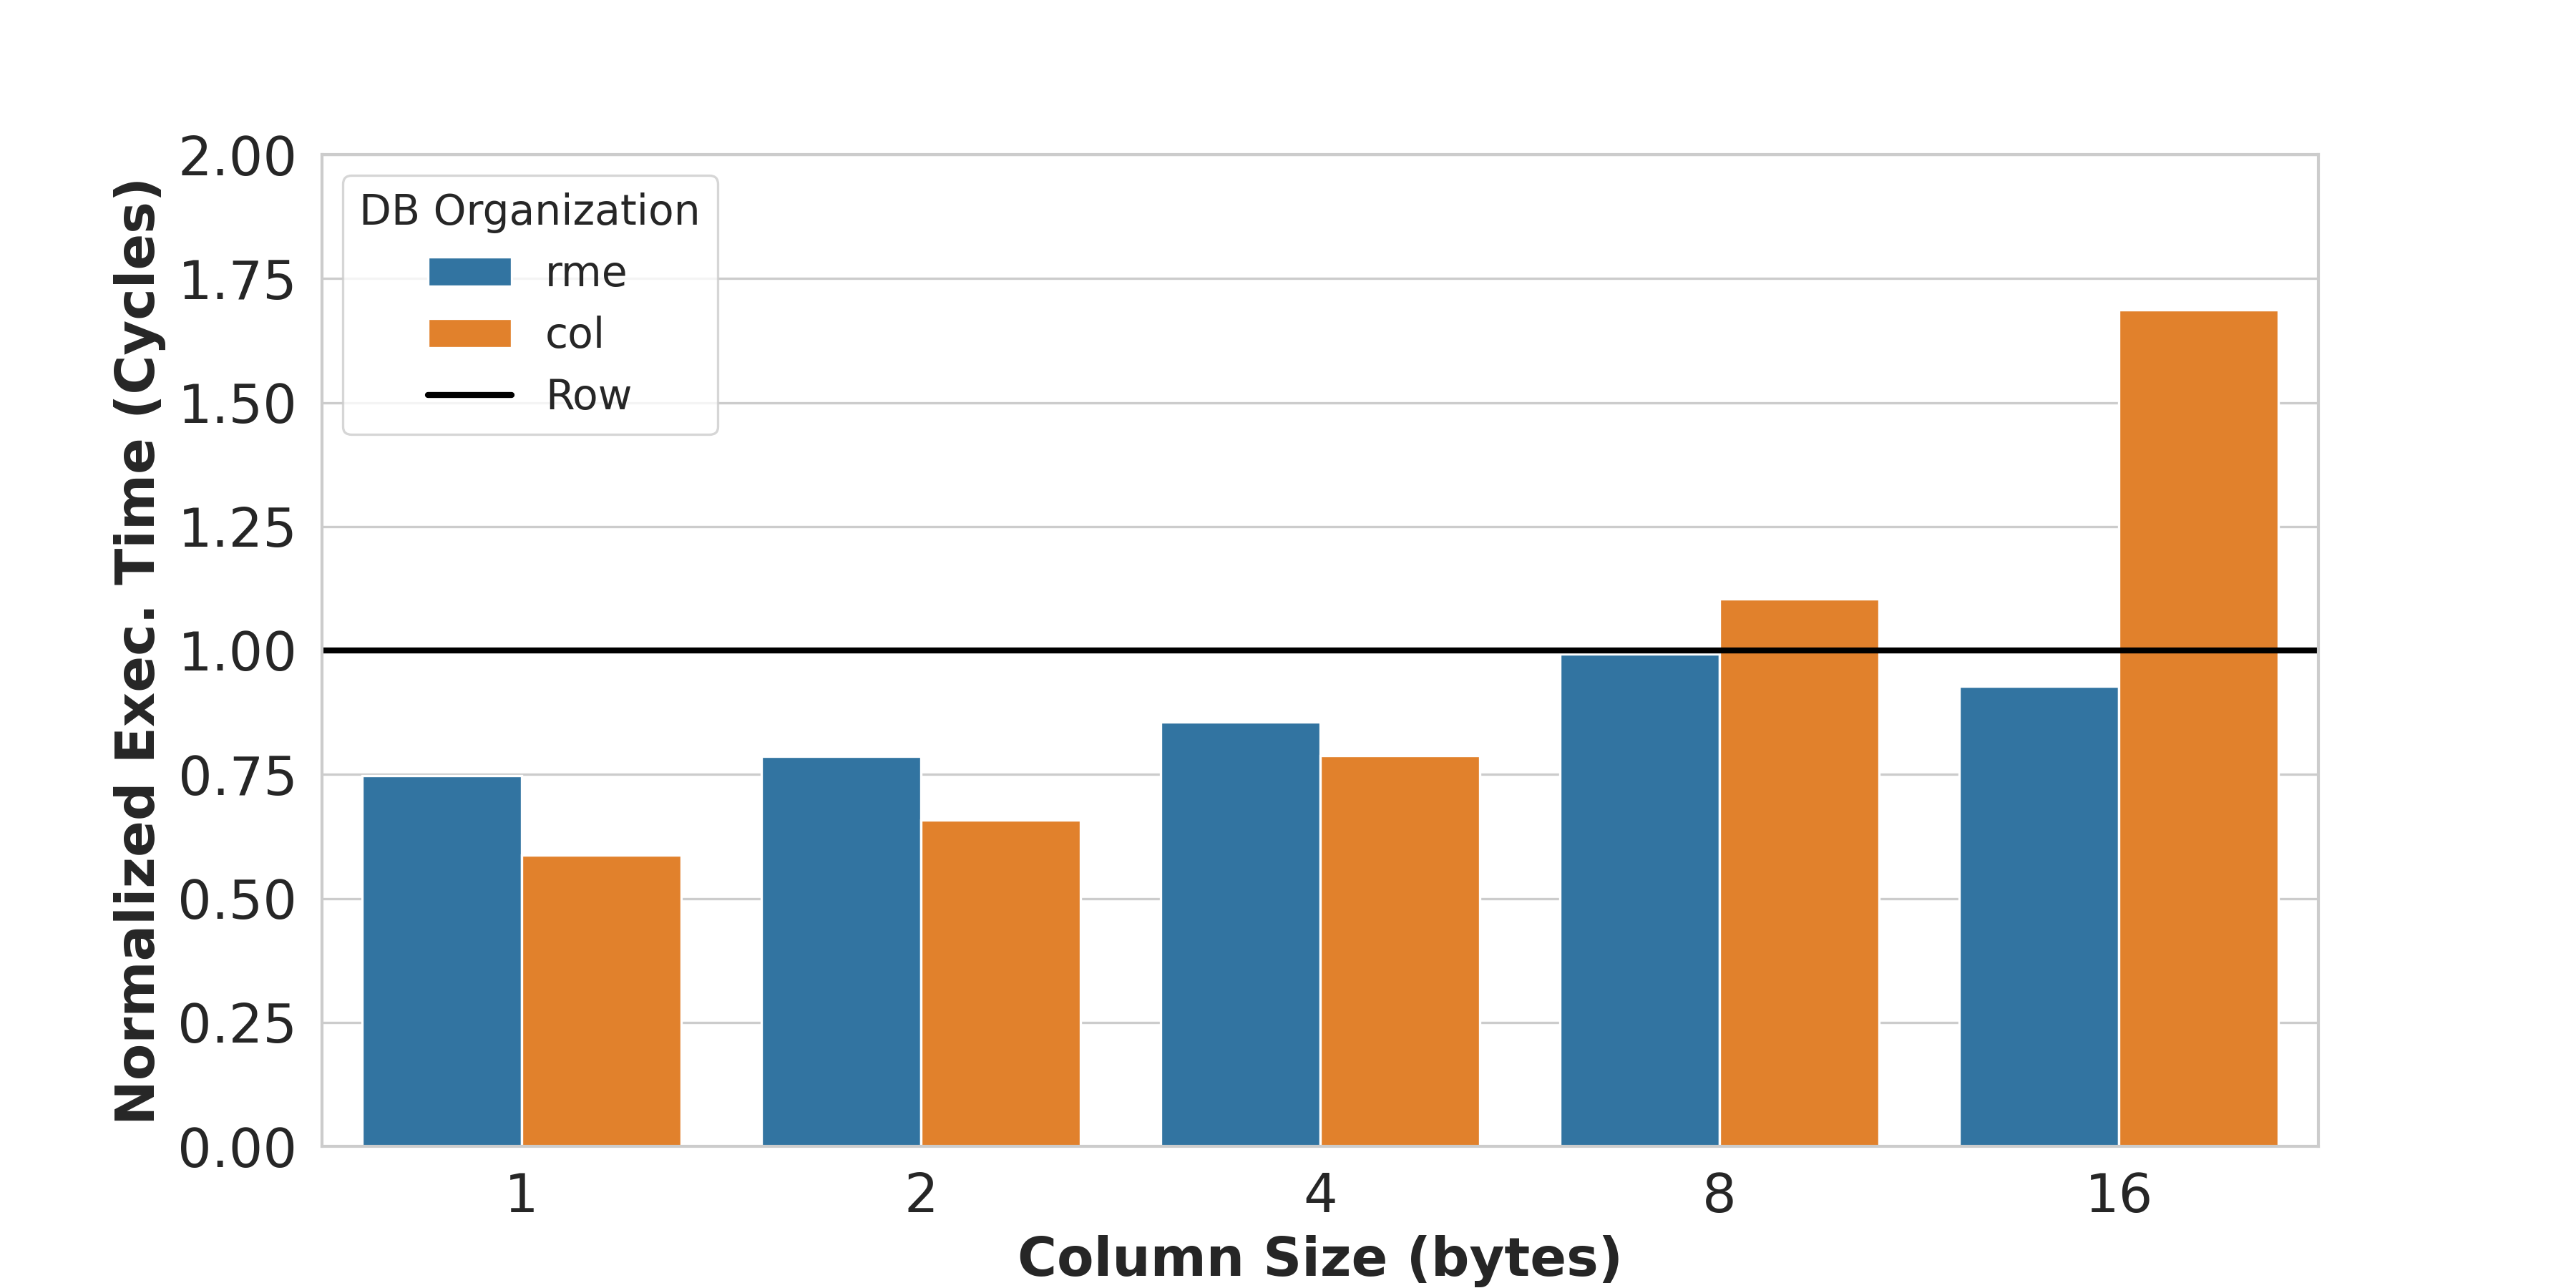 2.00
1.75
1.50
1.25
1.00
0.75
0.50
0.25
0.00
Normalized Exec. Time (Cycles)
DB Organization
rme
col
Row
1 2 4 8 16
Column Size (bytes)